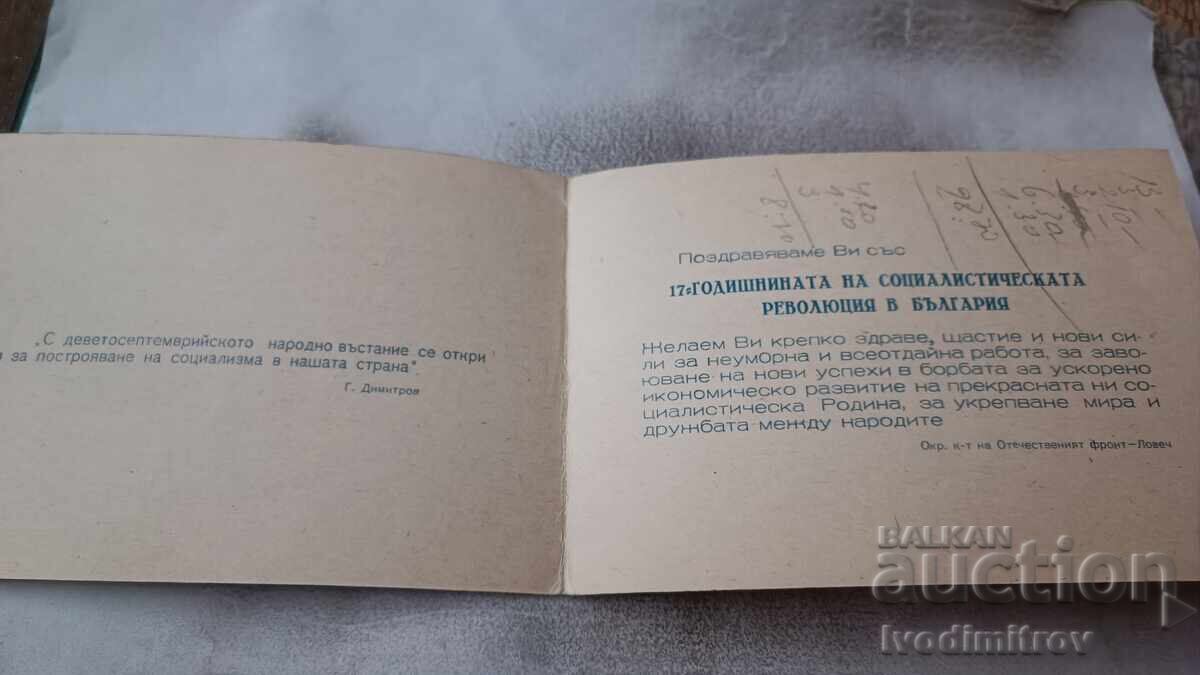 „С деветосептемврийското народно въстание се откри
за построяване на социализма в нашата страна“.
Г. Димитров
Поздравяваме Ви със
17-ГОДИШНИНАТА НА СОЦИАЛИСТИЧЕСКАТА
РЕВОЛЮЦИЯ В БЪЛГАРИЯ
Желаем Ви крепко здраве, щастие и нови си-
ли за неуморна и всеотдайна работа, за заво-
юване на нови успехи в борбата за ускорено
икономическо развитие на прекрасната ни со-
циалистическа Родина, за укрепване мира и
дружбата между народите
Окр. к-т на Отечественият фронт—Ловеч
BALKAN
auction
Ivodimitrov